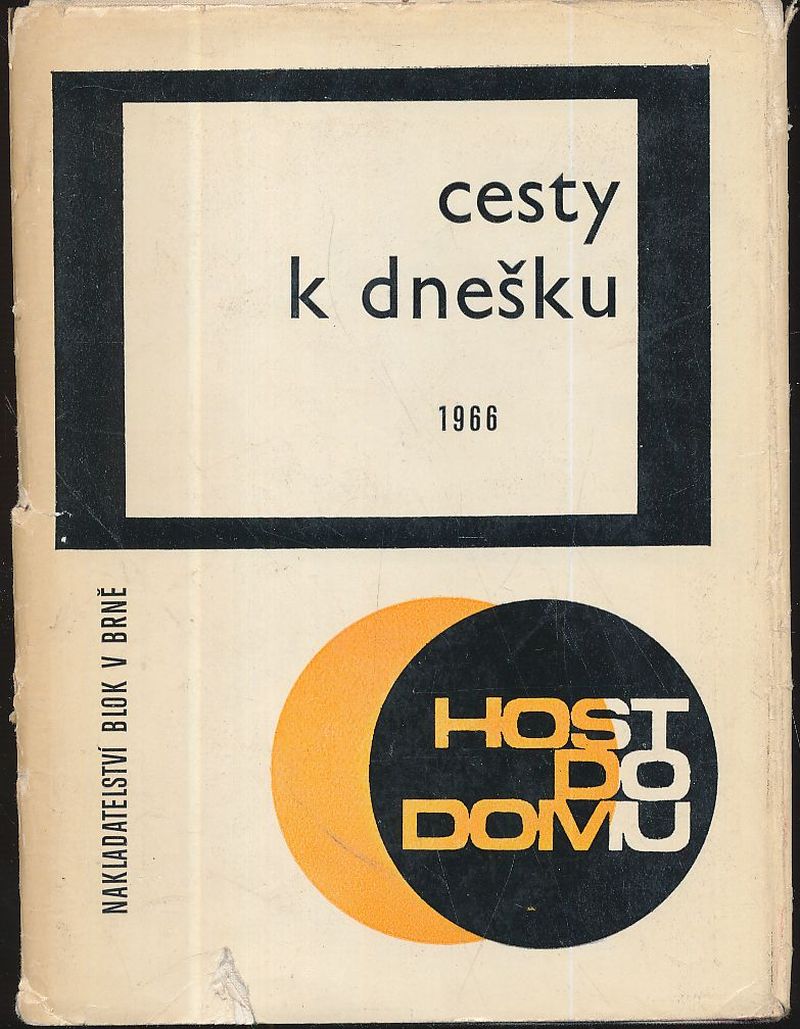 cesty
k dnešku
1966
NAKLADATELSTVÍ BLOK V BRNĚ
HOST
DO
DOMU